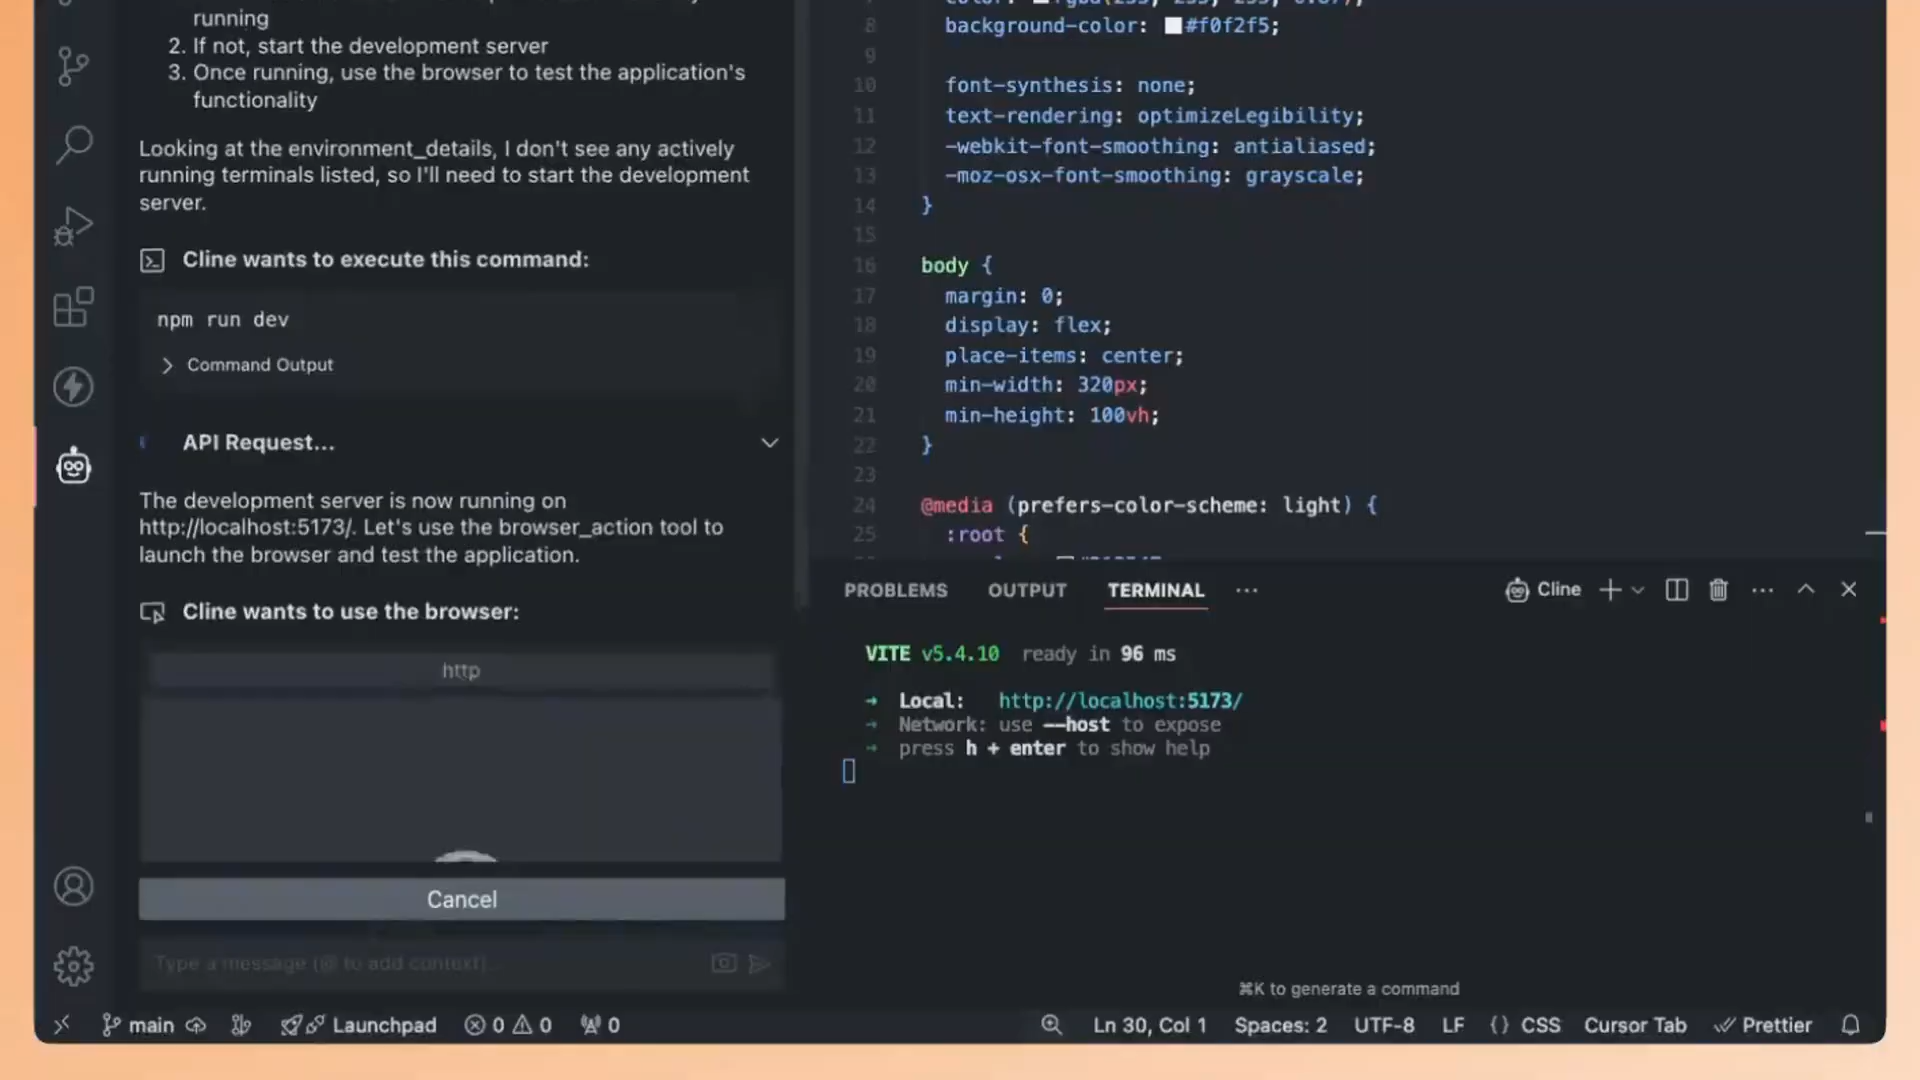 running
2. If not, start the development server
3. Once running, use the browser to test the application's
functionality
Looking at the environment_details, I don't see any actively
running terminals listed, so I'll need to start the development
server.
Cline wants to execute this command:
npm run dev
Command Output
API Request...
The development server is now running on
http://localhost:5173/. Let's use the browser_action tool to
launch the browser and test the application.
Cline wants to use the browser:
http
Cancel
Type a message (@ to add context)...
8 background-color: #f0f2f5;
9
10 font-synthesis: none;
11 text-rendering: optimizeLegibility;
12 -webkit-font-smoothing: antialiased;
13 -moz-osx-font-smoothing: grayscale;
14 }
15
16 body {
17 margin: 0;
18 display: flex;
19 place-items: center;
20 min-width: 320px;
21 min-height: 100vh;
22 }
23
24 @media (prefers-color-scheme: light) {
25 :root {
PROBLEMS OUTPUT TERMINAL ··· Cline
VITE v5.4.10 ready in 96 ms
➜ Local: http://localhost:5173/
➜ Network: use --host to expose
➜ press h + enter to show help
⌘K to generate a command
main Launchpad 0 0 0 Ln 30, Col 1 Spaces: 2 UTF-8 LF {} CSS Cursor Tab Prettier